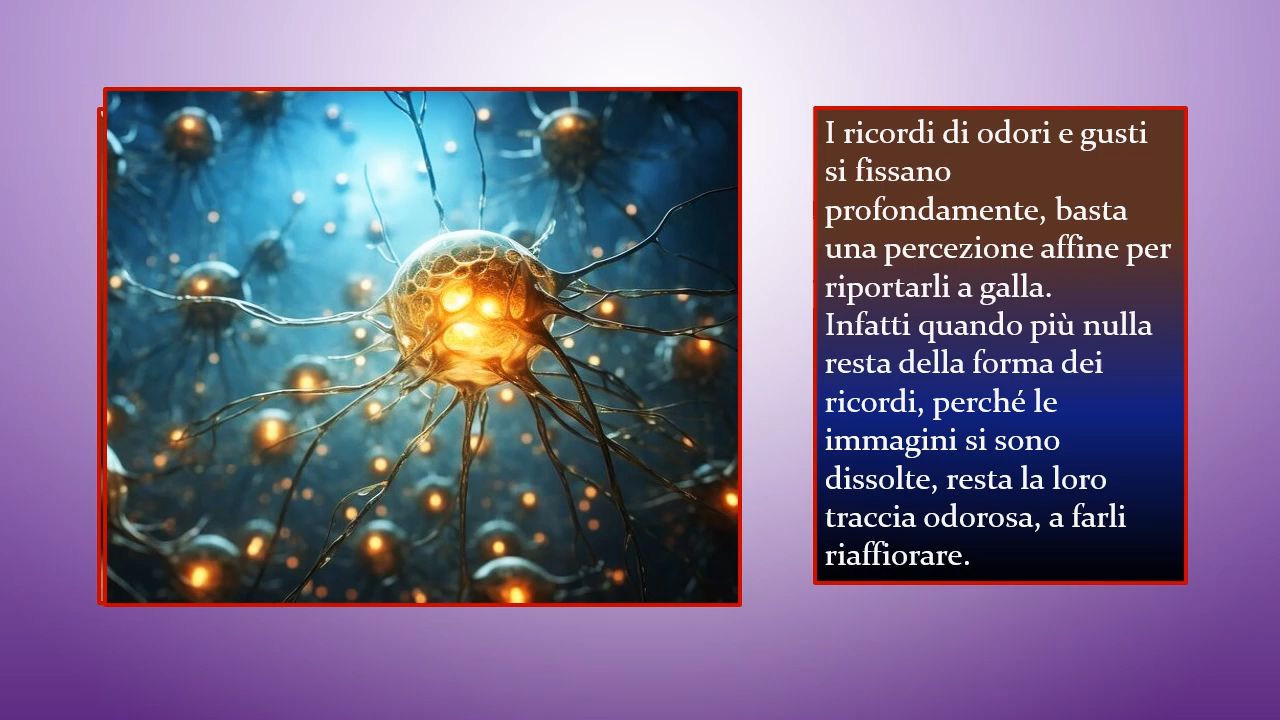 I ricordi di odori e gusti
si fissano
profondamente, basta
una percezione affine per
riportarli a galla.
Infatti quando più nulla
resta della forma dei
ricordi, perché le
immagini si sono
dissolte, resta la loro
traccia odorosa, a farli
riaffiorare.